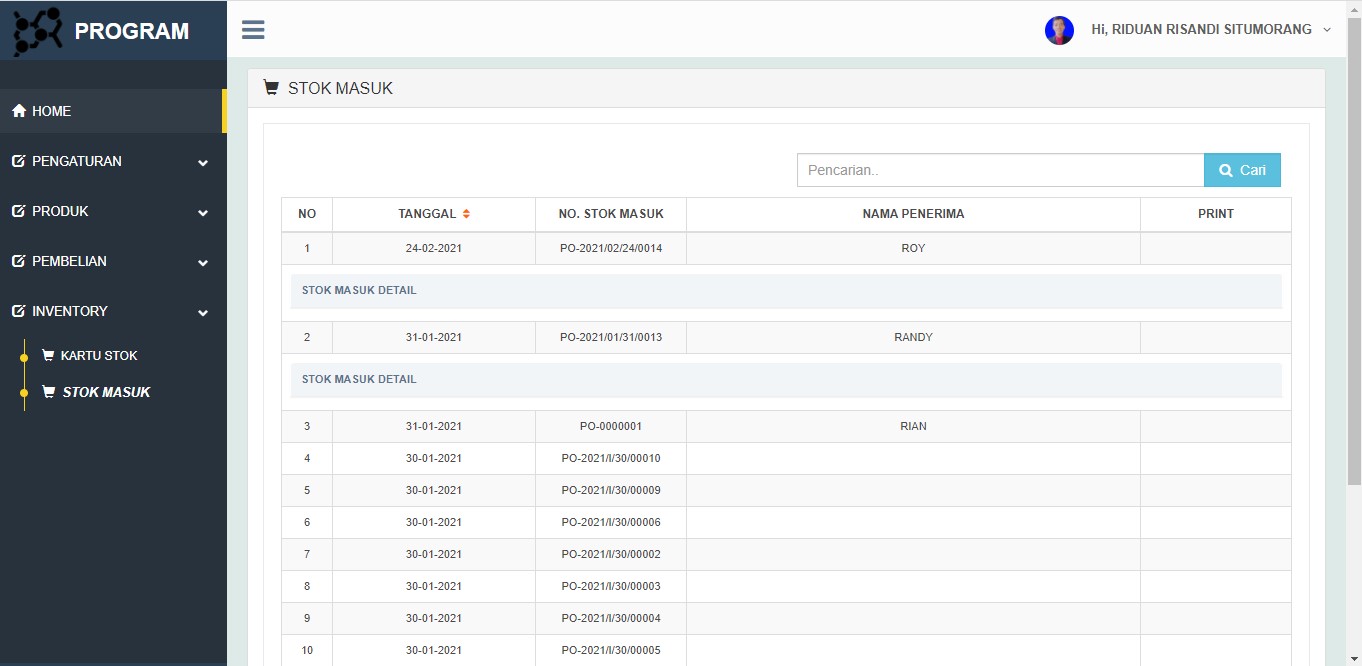 PROGRAM
Hi, RIDUAN RISANDI SITUMORANG
HOME
PENGATURAN
PRODUK
PEMBELIAN
INVENTORY
KARTU STOK
STOK MASUK
STOK MASUK
Pencarian.. Cari
NO TANGGAL NO. STOK MASUK NAMA PENERIMA PRINT
1 24-02-2021 PO-2021/02/24/0014 ROY
STOK MASUK DETAIL
2 31-01-2021 PO-2021/01/31/0013 RANDY
STOK MASUK DETAIL
3 31-01-2021 PO-0000001 RIAN
4 30-01-2021 PO-2021/I/30/00010
5 30-01-2021 PO-2021/I/30/00009
6 30-01-2021 PO-2021/I/30/00006
7 30-01-2021 PO-2021/I/30/00002
8 30-01-2021 PO-2021/I/30/00003
9 30-01-2021 PO-2021/I/30/00004
10 30-01-2021 PO-2021/I/30/00005